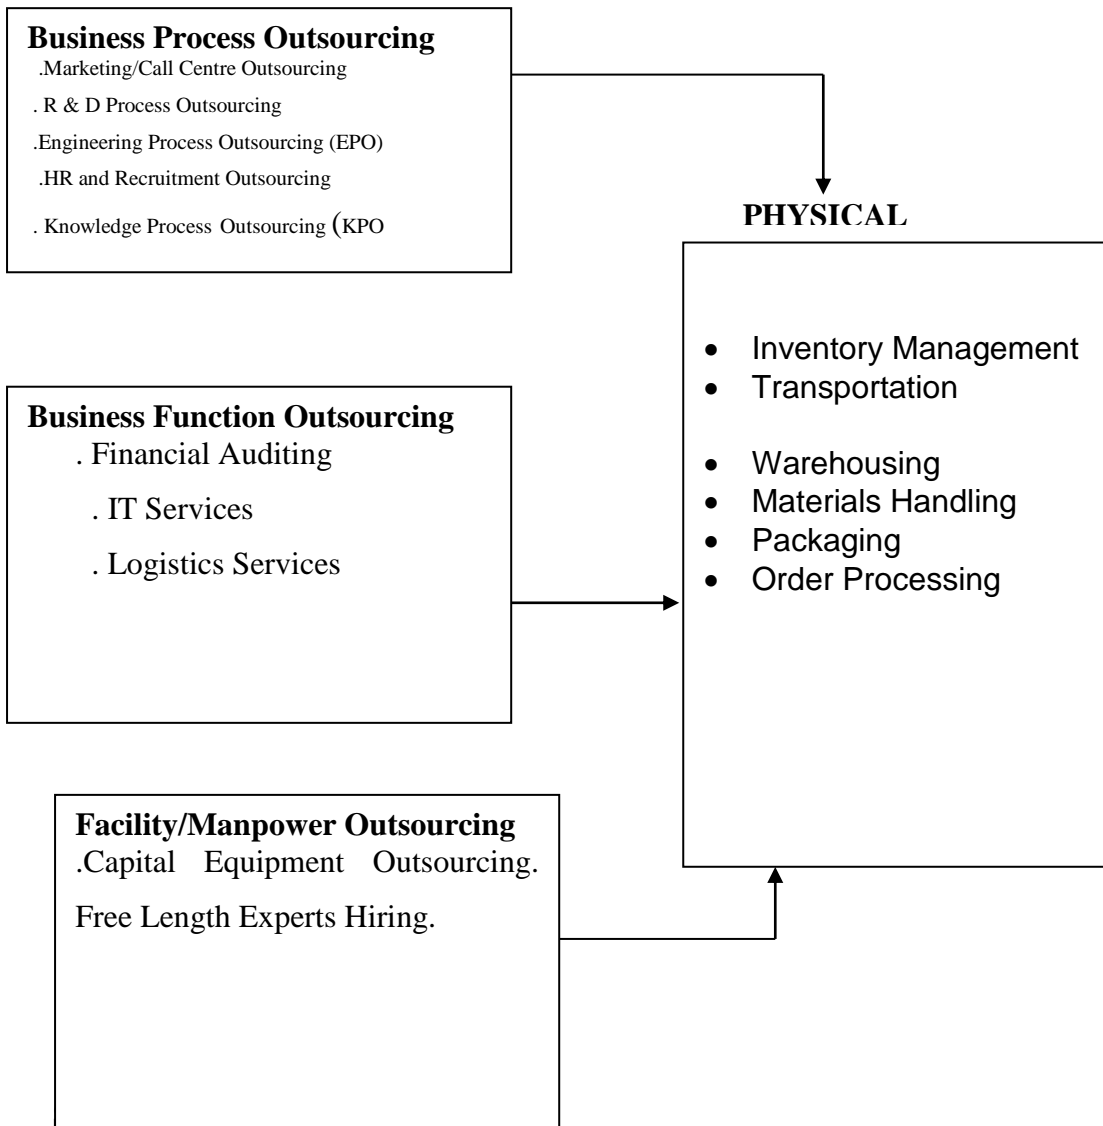 Business Process Outsourcing
.Marketing/Call Centre Outsourcing
. R & D Process Outsourcing
.Engineering Process Outsourcing (EPO)
.HR and Recruitment Outsourcing
. Knowledge Process Outsourcing (KPO
PHYSICAL
• Inventory Management
• Transportation
• Warehousing
• Materials Handling
• Packaging
• Order Processing
Business Function Outsourcing
. Financial Auditing
. IT Services
. Logistics Services
Facility/Manpower Outsourcing
.Capital Equipment Outsourcing.
Free Length Experts Hiring.